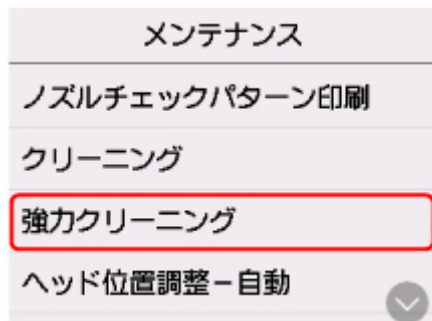 メンテナンス
ノズルチェックパターン印刷
クリーニング
強力クリーニング
ヘッド位置調整－自動